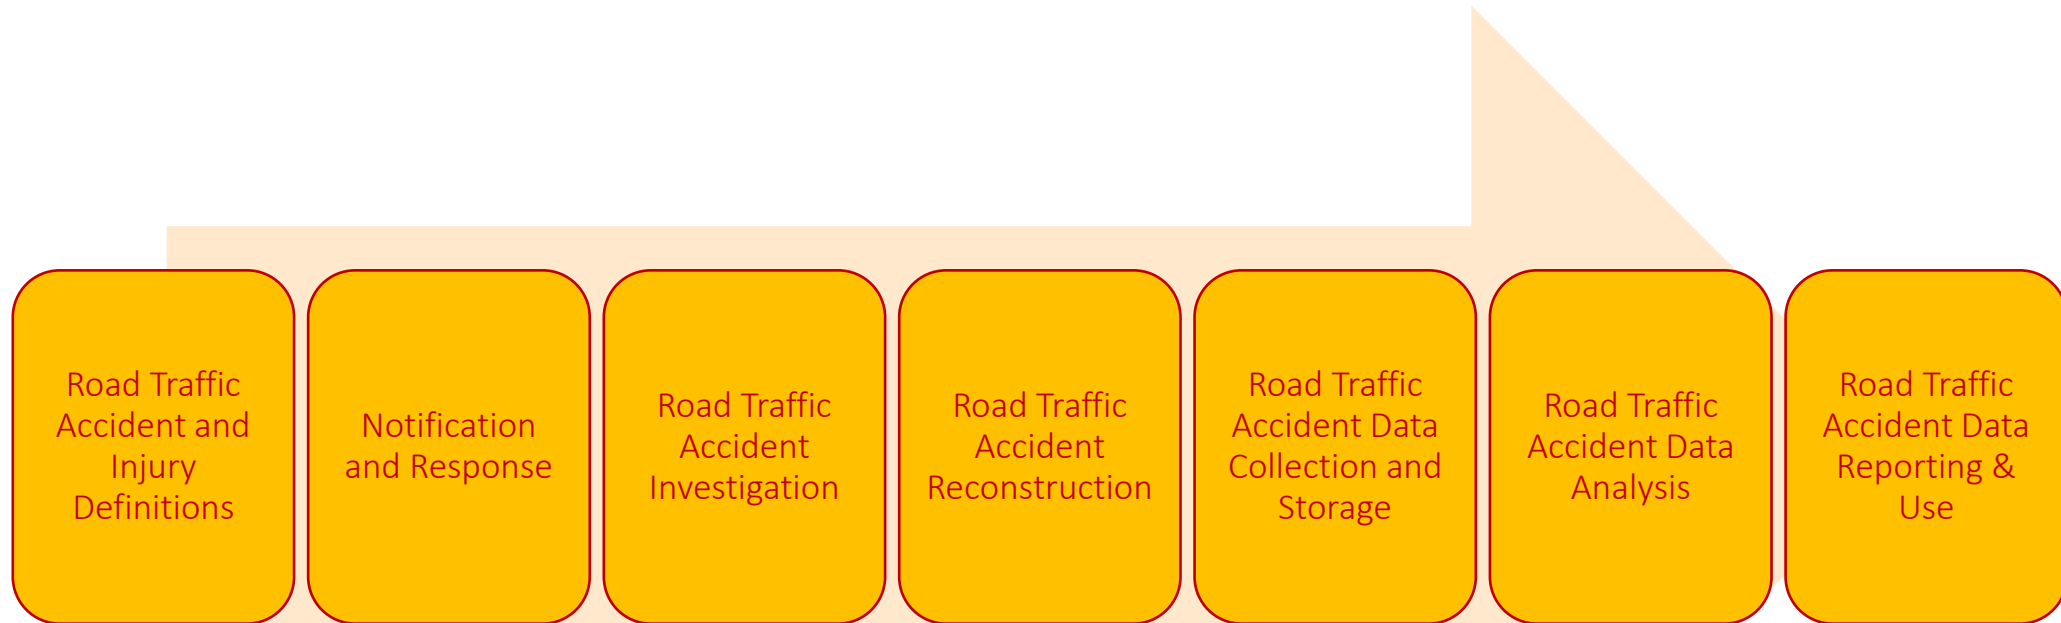 Road Traffic
Accident and
Injury
Definitions
Notification
and Response
Road Traffic
Accident
Investigation
Road Traffic
Accident
Reconstruction
Road Traffic
Accident Data
Collection and
Storage
Road Traffic
Accident Data
Analysis
Road Traffic
Accident Data
Reporting &
Use